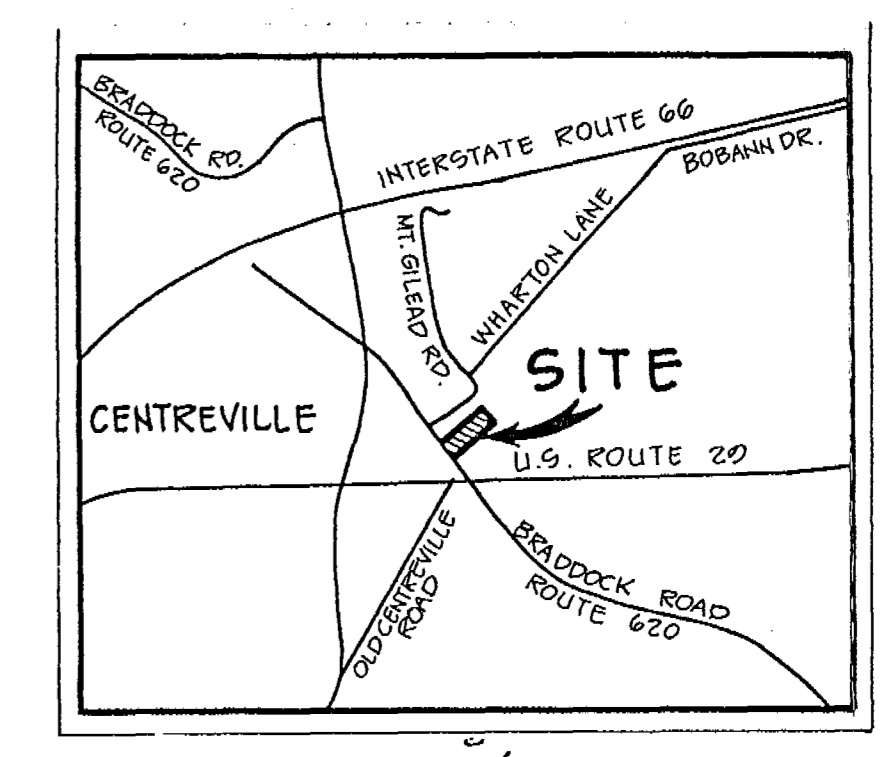 BRADDOCK RD.
ROUTE 620
INTERSTATE ROUTE 66
BOBANN DR.
MT. GILEAD RD.
WHARTON LANE
SITE
CENTREVILLE
U.S. ROUTE 29
OLD CENTREVILLE
ROAD
BRADDOCK ROAD
ROUTE 620